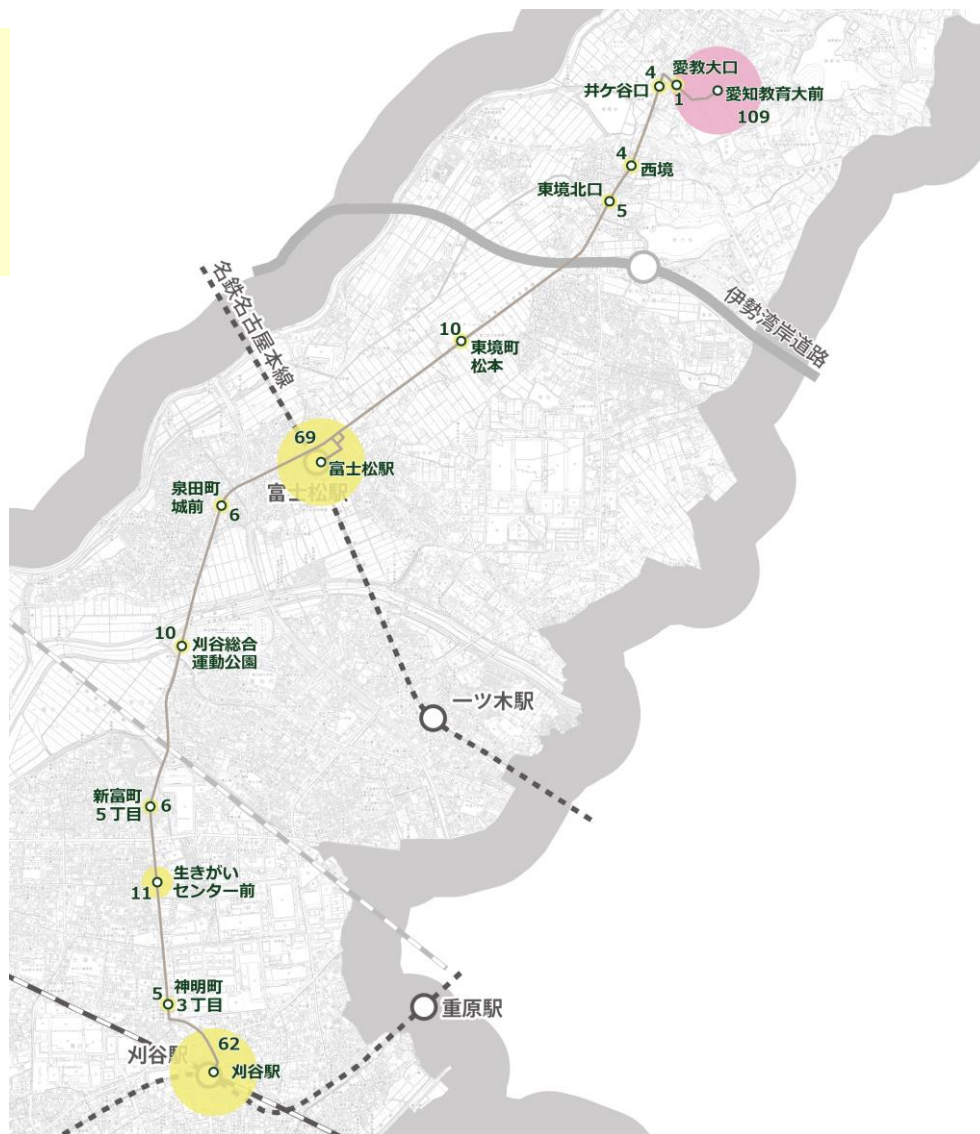 愛教大口
4
井ケ谷口
1
愛知教育大前
109
4
西境
東境北口
5
名鉄名古屋本線
伊勢湾岸道路
10
東境町
松本
69
富士松駅
富士松駅
泉田町
城前
6
10
刈谷総合
運動公園
一ツ木駅
新富町
5丁目
6
生きがい
センター前
11
5
神明町
3丁目
重原駅
62
刈谷駅
刈谷駅